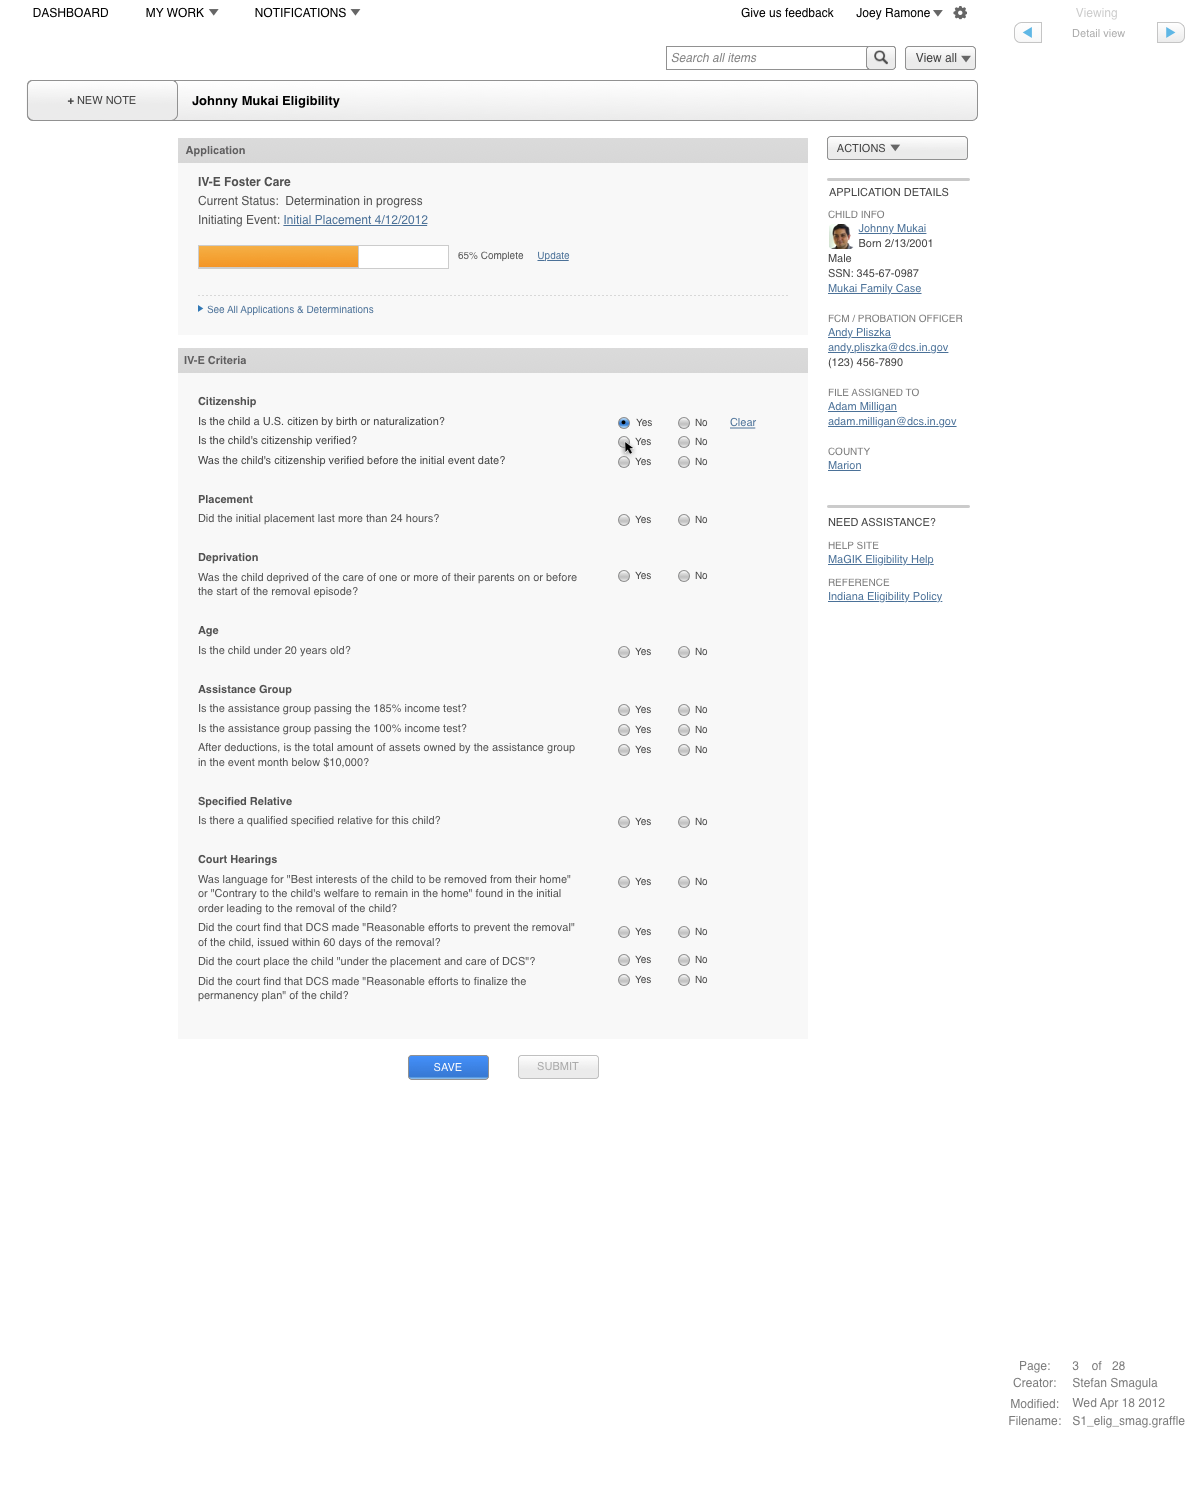 DASHBOARD MY WORK NOTIFICATIONS Give us feedback Joey Ramone
Viewing
Detail view
Search all items View all
+ NEW NOTE Johnny Mukai Eligibility
Application
IV-E Foster Care
Current Status: Determination in progress
Initiating Event: Initial Placement 4/12/2012
65% Complete Update
See All Applications & Determinations
IV-E Criteria
Citizenship
Is the child a U.S. citizen by birth or naturalization? Yes No Clear
Is the child's citizenship verified? Yes No
Was the child's citizenship verified before the initial event date? Yes No
Placement
Did the initial placement last more than 24 hours? Yes No
Deprivation
Was the child deprived of the care of one or more of their parents on or before Yes No
the start of the removal episode?
Age
Is the child under 20 years old? Yes No
Assistance Group
Is the assistance group passing the 185% income test? Yes No
Is the assistance group passing the 100% income test? Yes No
After deductions, is the total amount of assets owned by the assistance group Yes No
in the event month below $10,000?
Specified Relative
Is there a qualified specified relative for this child? Yes No
Court Hearings
Was language for "Best interests of the child to be removed from their home" Yes No
or "Contrary to the child's welfare to remain in the home" found in the initial
order leading to the removal of the child?
Did the court find that DCS made "Reasonable efforts to prevent the removal" Yes No
of the child, issued within 60 days of the removal?
Did the court place the child "under the placement and care of DCS"? Yes No
Did the court find that DCS made "Reasonable efforts to finalize the Yes No
permanency plan" of the child?
SAVE SUBMIT
ACTIONS
APPLICATION DETAILS
CHILD INFO
Johnny Mukai
Born 2/13/2001
Male
SSN: 345-67-0987
Mukai Family Case
FCM / PROBATION OFFICER
Andy Pliszka
andy.pliszka@dcs.in.gov
(123) 456-7890
FILE ASSIGNED TO
Adam Milligan
adam.milligan@dcs.in.gov
COUNTY
Marion
NEED ASSISTANCE?
HELP SITE
MaGIK Eligibility Help
REFERENCE
Indiana Eligibility Policy
Page: 3 of 28
Creator: Stefan Smagula
Modified: Wed Apr 18 2012
Filename: S1_elig_smag.graffle